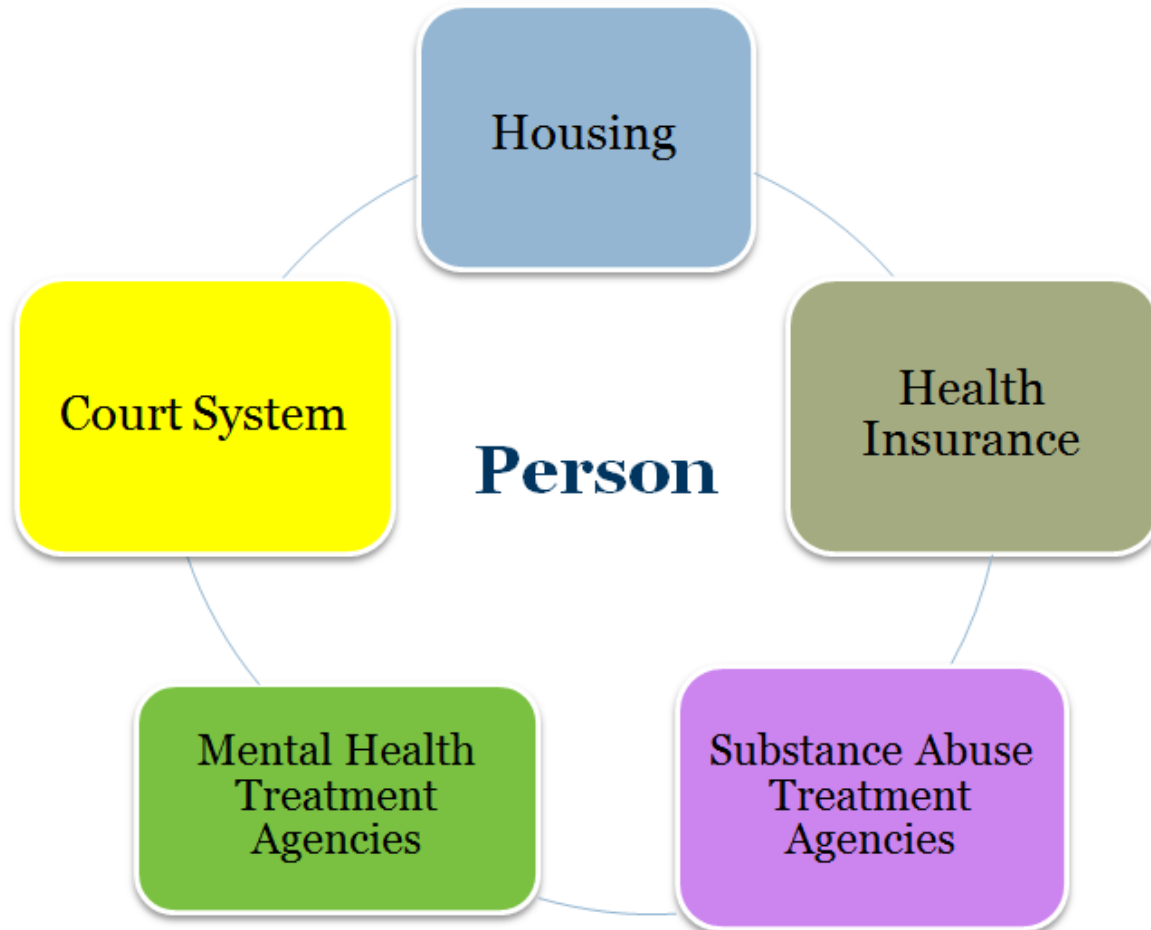 Housing
Court System
Health
Insurance
Person
Mental Health
Treatment
Agencies
Substance Abuse
Treatment
Agencies